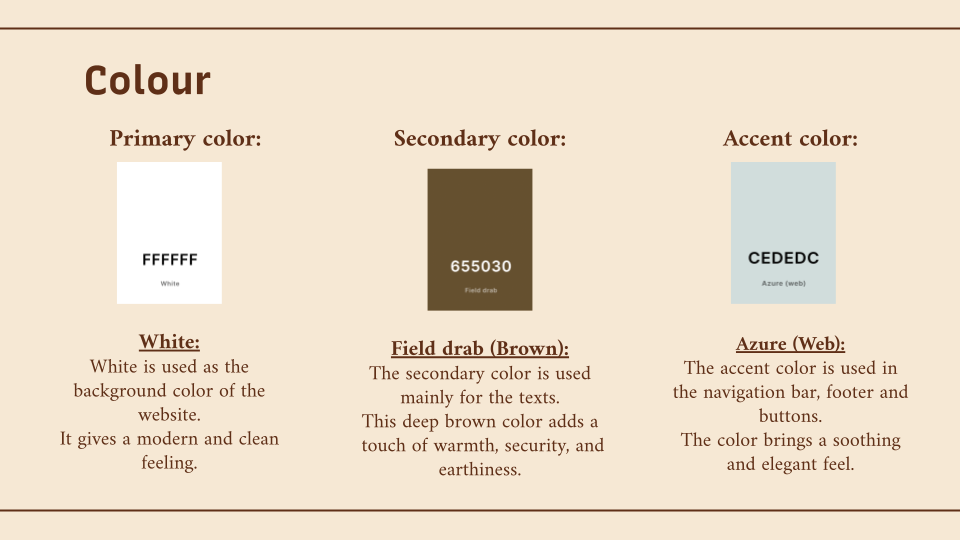 Colour
Primary color:
FFFFFF
White
White:
White is used as the
background color of the
website.
It gives a modern and clean
feeling.
Secondary color:
655030
Field drab
Field drab (Brown):
The secondary color is used
mainly for the texts.
This deep brown color adds a
touch of warmth, security, and
earthiness.
Accent color:
CEDEDC
Azure (web)
Azure (Web):
The accent color is used in
the navigation bar, footer and
buttons.
The color brings a soothing
and elegant feel.